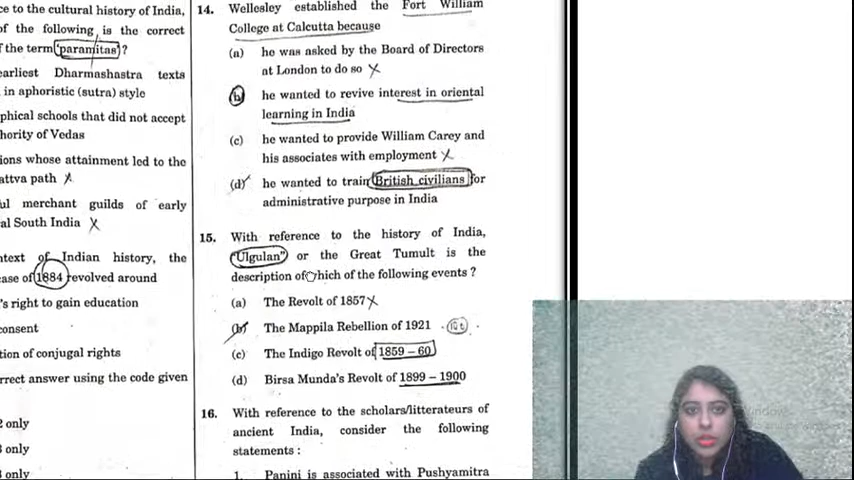 ce to the cultural history of India,
of the following is the correct
f the term 'paramitas' ?
earliest Dharmashastra texts
in aphoristic (sutra) style
phical schools that did not accept
hority of Vedas
ions whose attainment led to the
attva path
ul merchant guilds of early
al South India
ntext of Indian history, the
ase of 1884 revolved around
's right to gain education
consent
tion of conjugal rights
rrect answer using the code given
2 only
3 only
3 only
14. Wellesley established the Fort William
College at Calcutta because
(a) he was asked by the Board of Directors
at London to do so
(b) he wanted to revive interest in oriental
learning in India
(c) he wanted to provide William Carey and
his associates with employment
(d) he wanted to train British civilians for
administrative purpose in India
15. With reference to the history of India,
"Ulgulan" or the Great Tumult is the
description of which of the following events ?
(a) The Revolt of 1857
(b) The Mappila Rebellion of 1921
(c) The Indigo Revolt of 1859 – 60
(d) Birsa Munda's Revolt of 1899 – 1900
16. With reference to the scholars/litterateurs of
ancient India, consider the following
statements :
1. Panini is associated with Pushyamitra